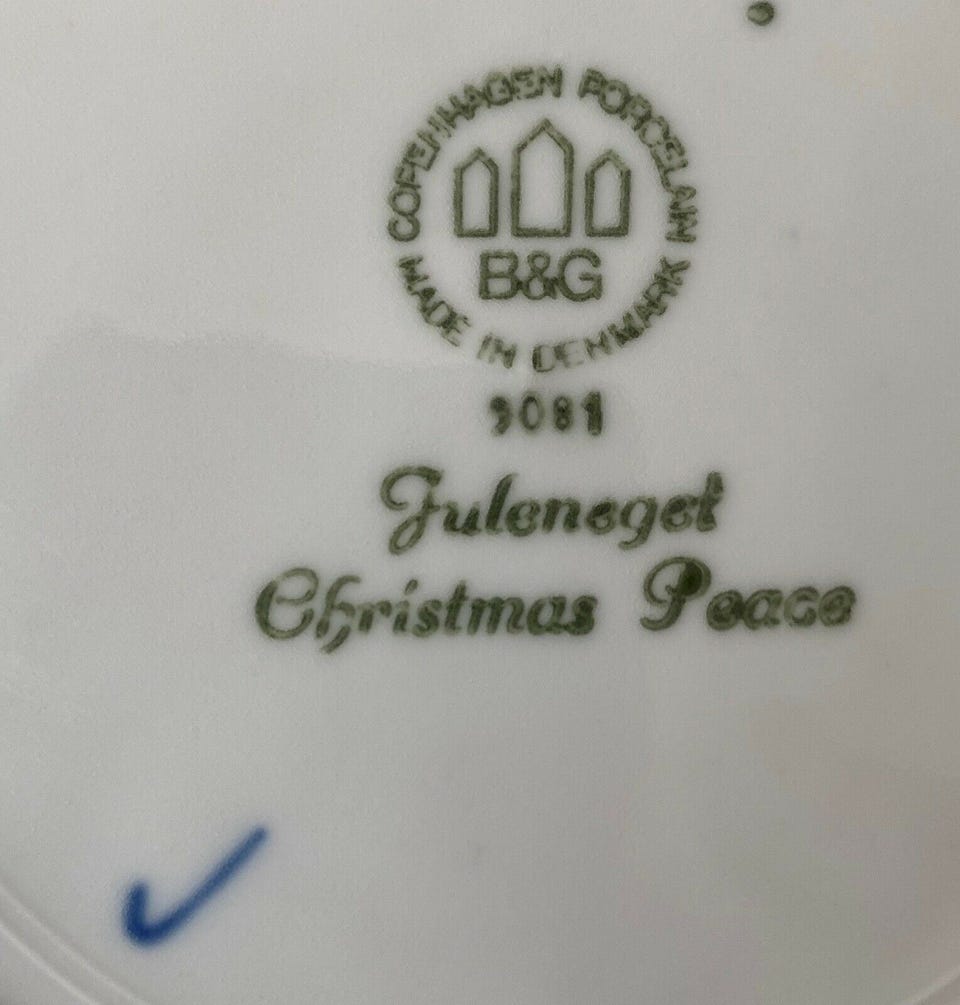 COPENHAGEN PORCELAIN
B&G
MADE IN DENMARK
9081
Juleneget
Christmas Peace